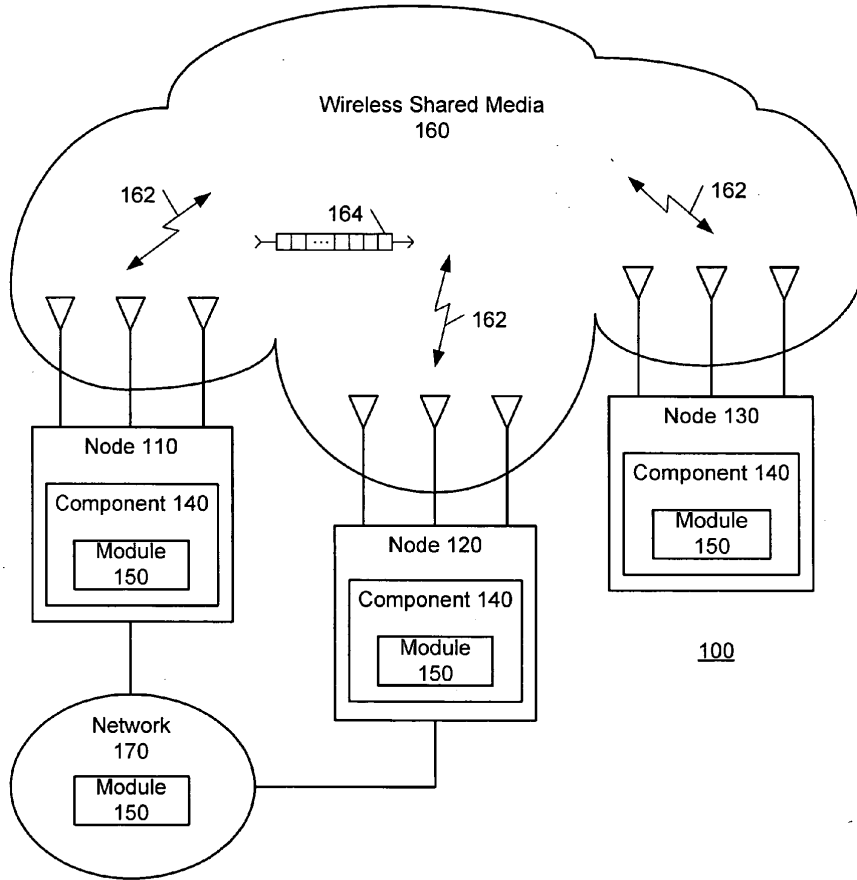 Wireless Shared Media
160
162
164
162
162
Node 110
Component 140
Module
150
Node 120
Component 140
Module
150
Node 130
Component 140
Module
150
100
Network
170
Module
150